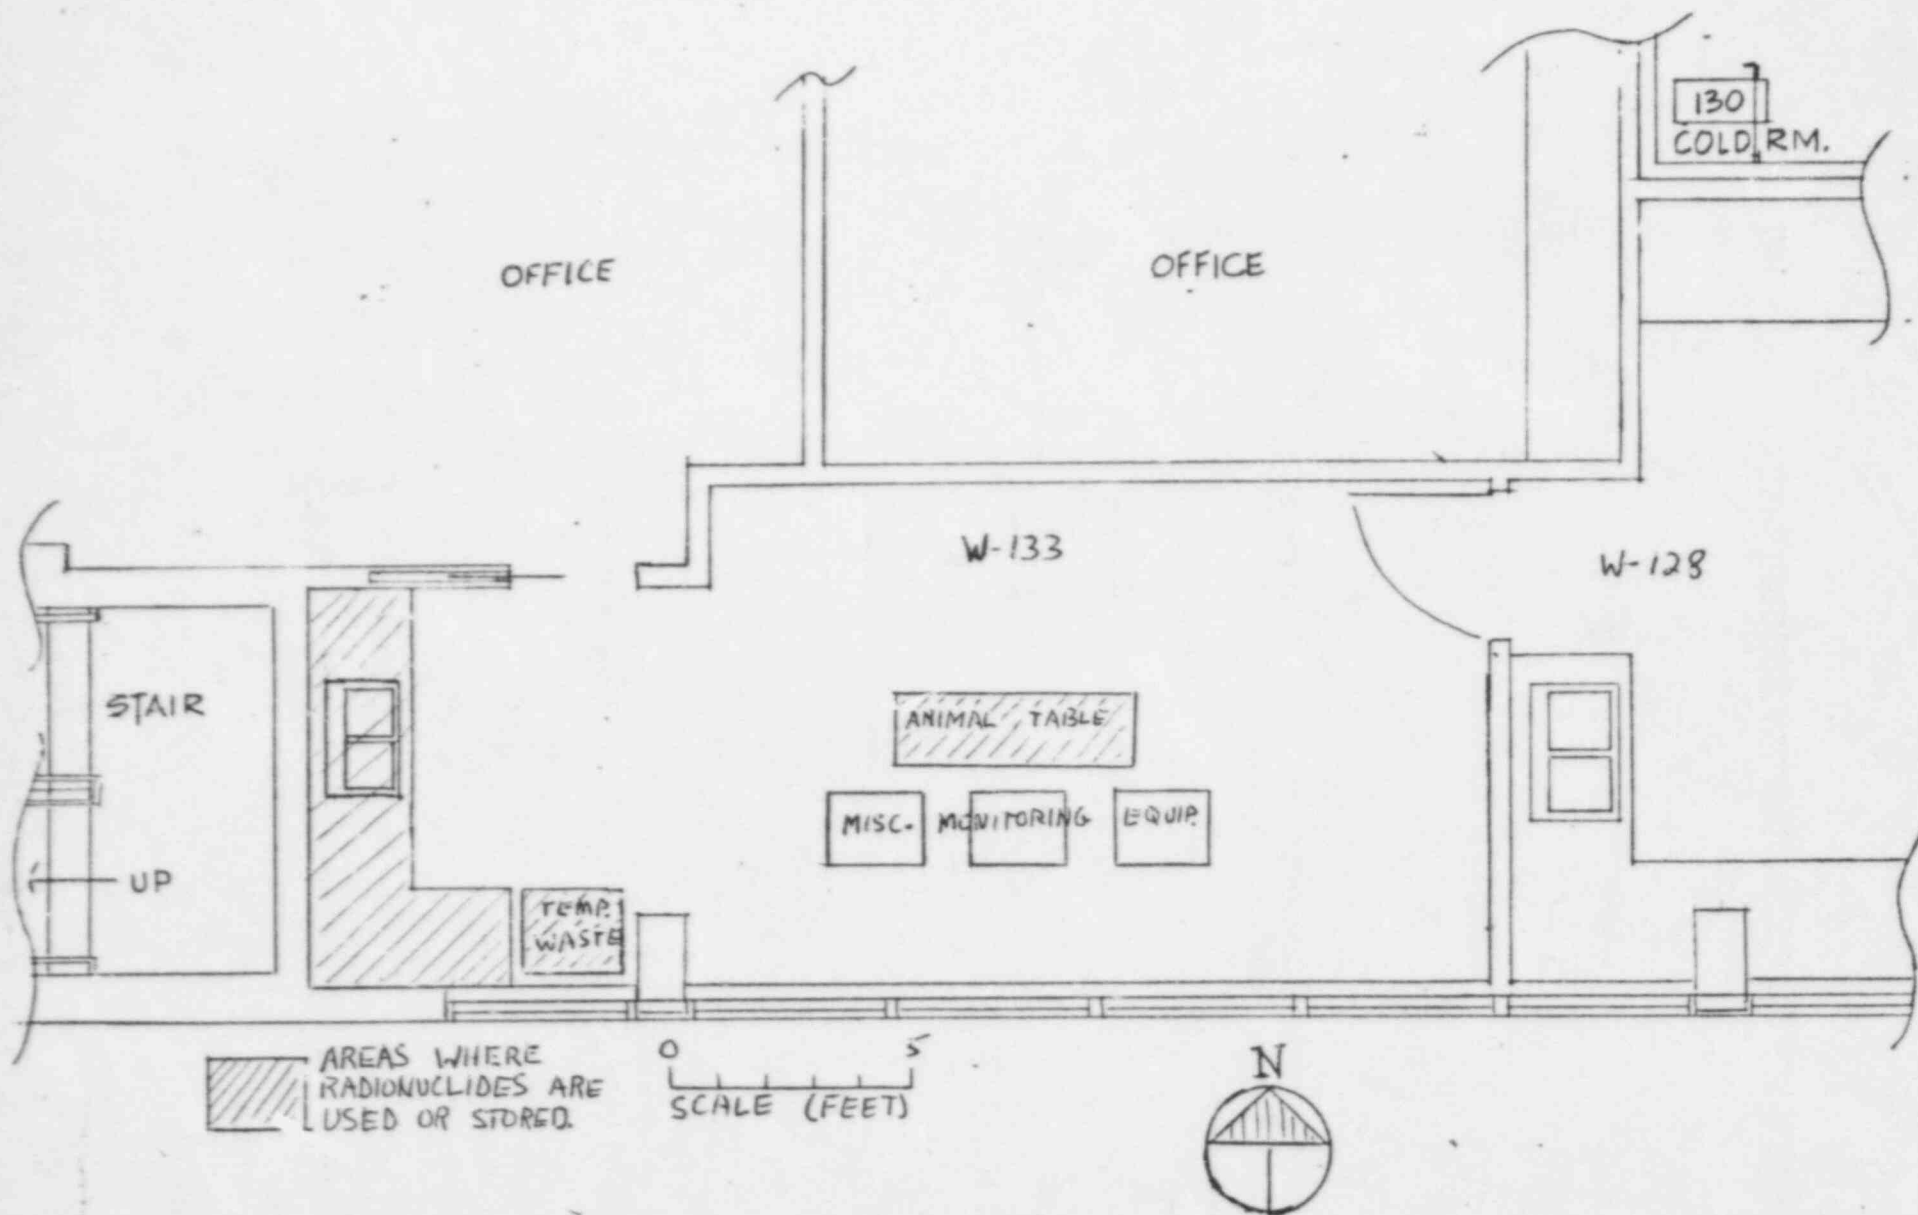 130
COLD RM.
OFFICE
OFFICE
W-133
W-128
STAIR
ANIMAL TABLE
MISC. MONITORING EQUIP.
UP
TEMP.
WASTE
AREAS WHERE
RADIONUCLIDES ARE
USED OR STORED.
0 5
SCALE (FEET)
N